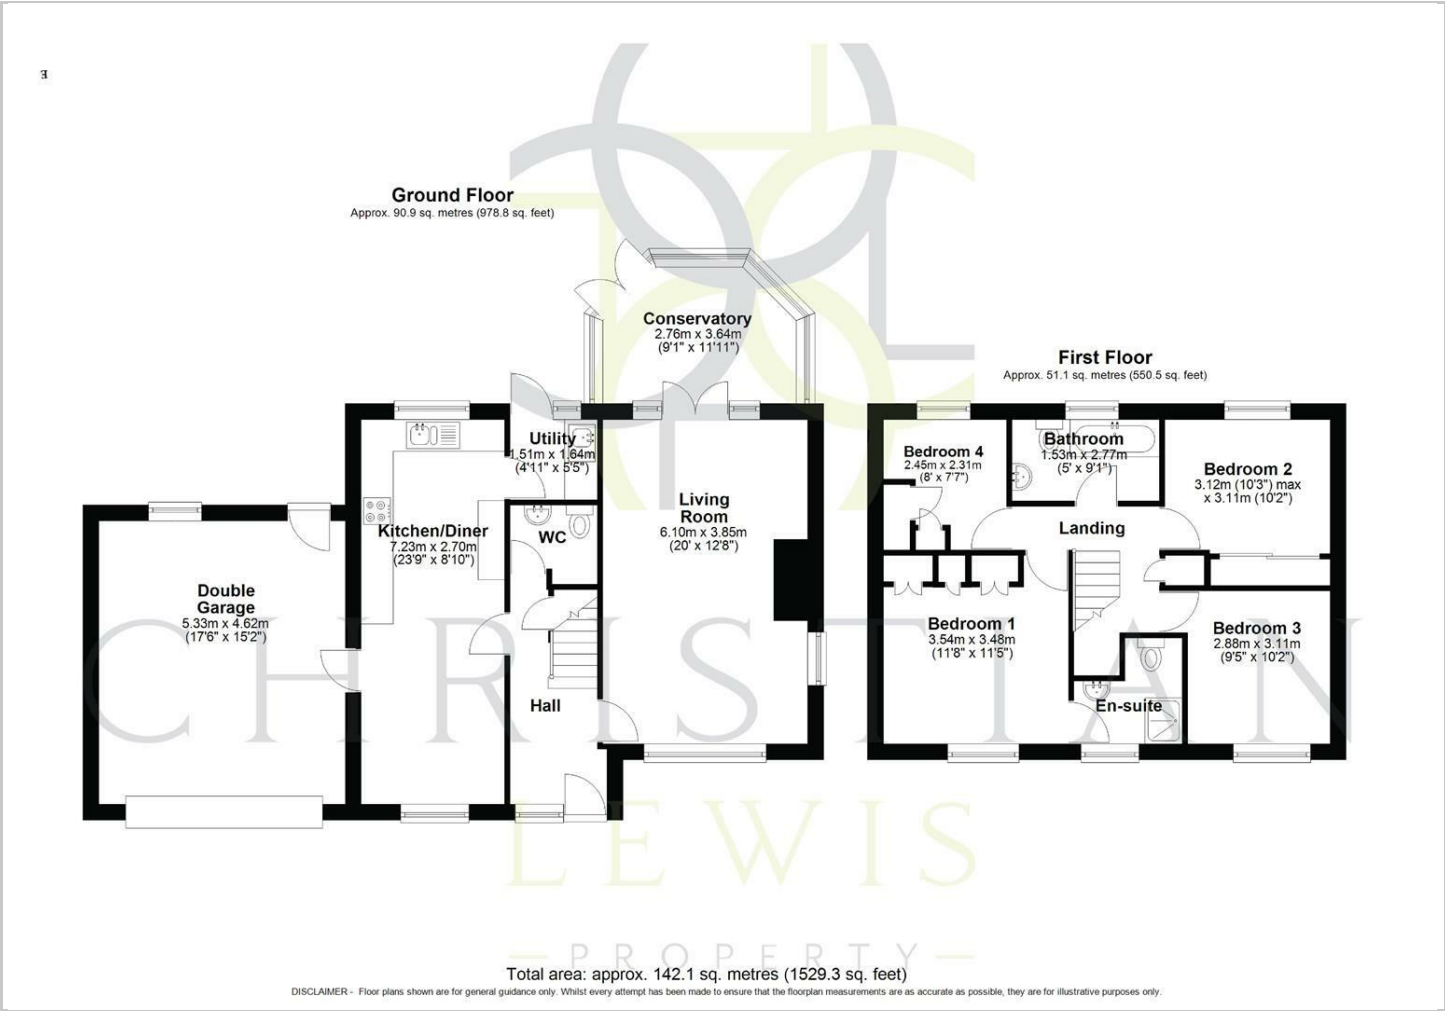 E
Ground Floor
Approx. 90.9 sq. metres (978.8 sq. feet)
Conservatory
2.76m x 3.64m
(9'1" x 11'11")
Utility
1.51m x 1.64m
(4'11" x 5'5")
Kitchen/Diner
7.23m x 2.70m
(23'9" x 8'10")
WC
Living
Room
6.10m x 3.85m
(20' x 12'8")
Double
Garage
5.33m x 4.62m
(17'6" x 15'2")
Hall
First Floor
Approx. 51.1 sq. metres (550.5 sq. feet)
Bedroom 4
2.45m x 2.31m
(8' x 7'7")
Bathroom
1.53m x 2.77m
(5' x 9'1")
Bedroom 2
3.12m (10'3") max
x 3.11m (10'2")
Landing
Bedroom 1
3.54m x 3.48m
(11'8" x 11'5")
Bedroom 3
2.88m x 3.11m
(9'5" x 10'2")
En-suite
CHRISTIAN
LEWIS
PROPERTY
Total area: approx. 142.1 sq. metres (1529.3 sq. feet)
DISCLAIMER - Floor plans shown are for general guidance only. Whilst every attempt has been made to ensure that the floorplan measurements are as accurate as possible, they are for illustrative purposes only.